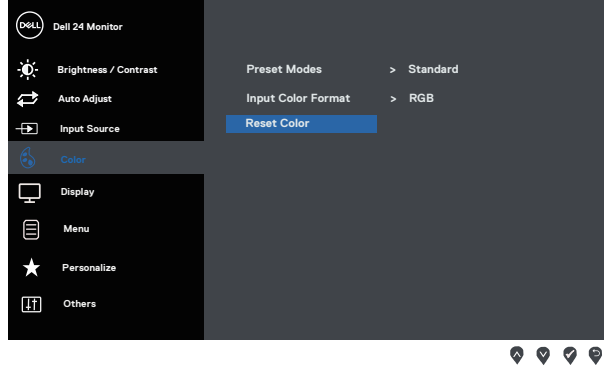 DELL Dell 24 Monitor
Brightness / Contrast
Preset Modes > Standard
Auto Adjust
Input Color Format > RGB
Input Source
Reset Color
Color
Display
Menu
Personalize
Others